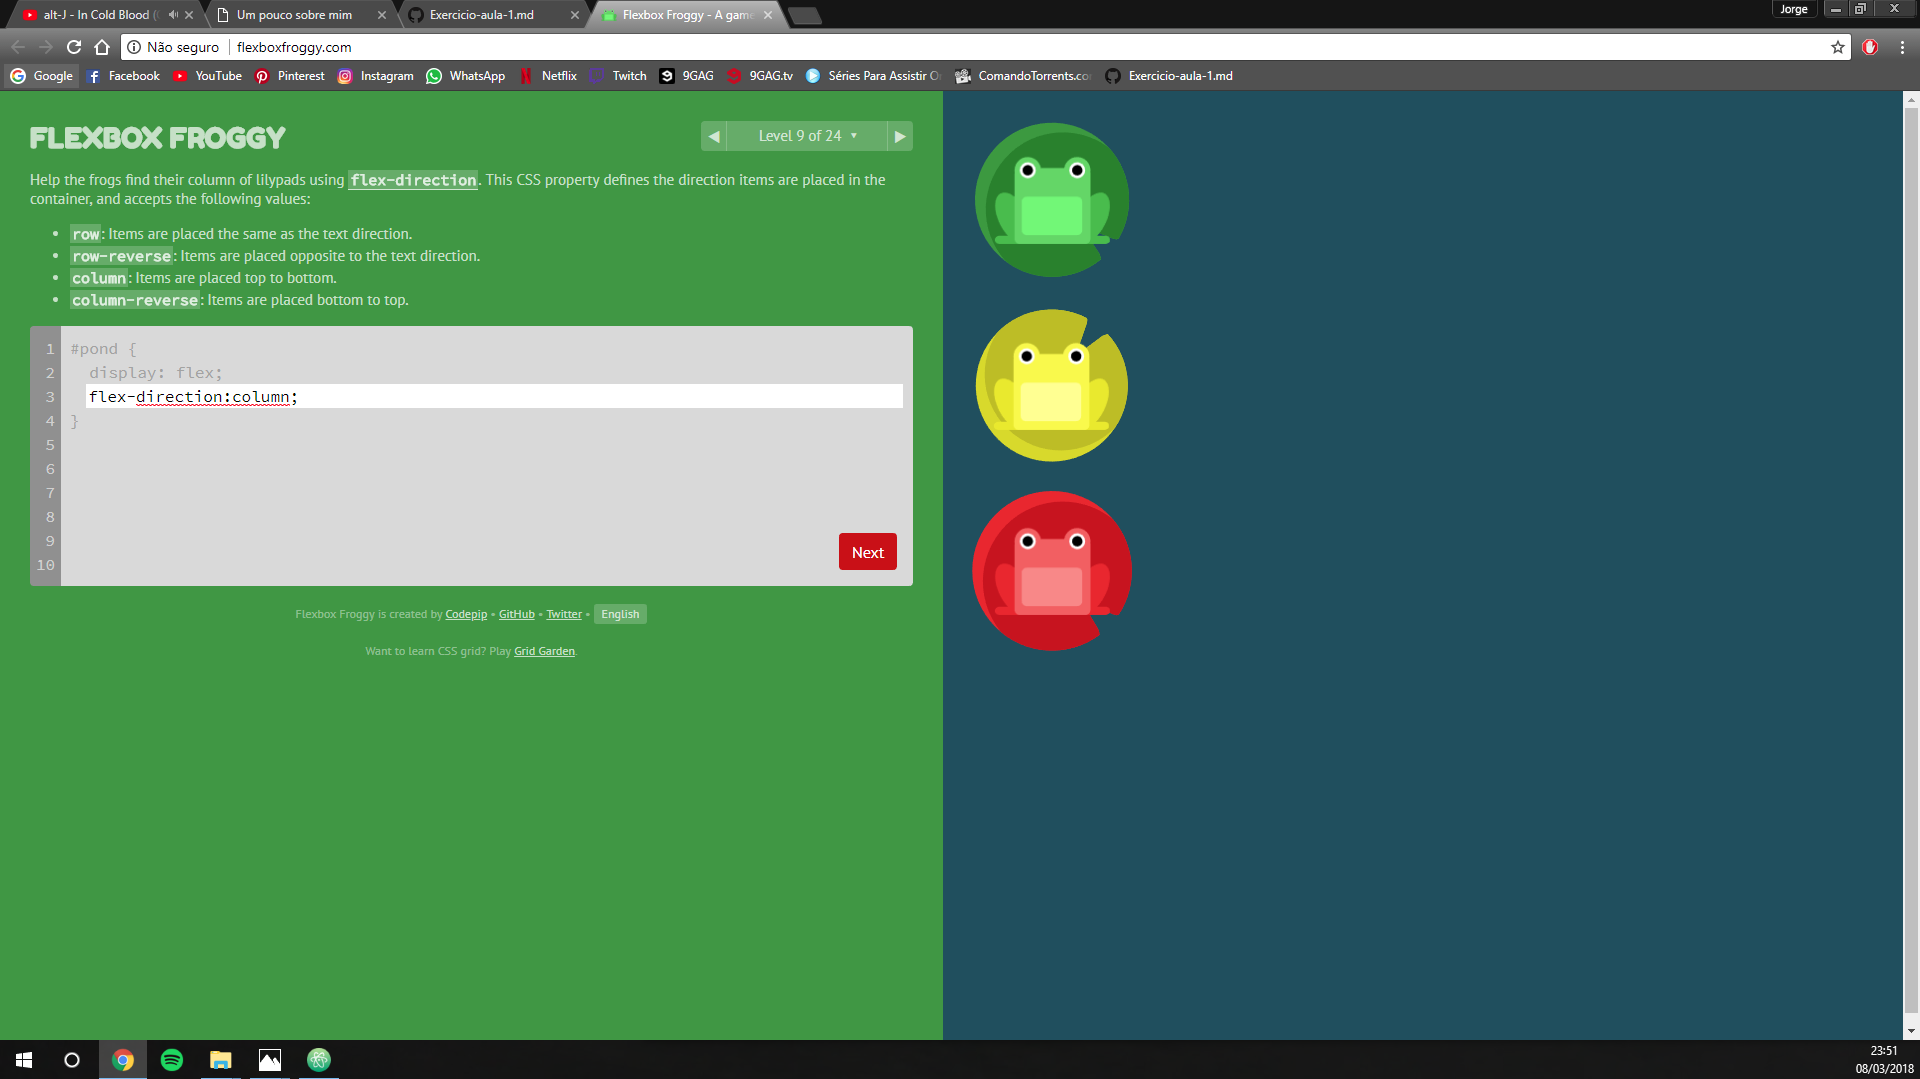 alt-J - In Cold Blood
Um pouco sobre mim
Exercicio-aula-1.md
Flexbox Froggy - A game
Jorge
Não seguro
flexboxfroggy.com
Google
Facebook
YouTube
Pinterest
Instagram
WhatsApp
Netflix
Twitch
9GAG
9GAG.tv
Séries Para Assistir
ComandoTorrents.co
Exercicio-aula-1.md
FLEXBOX FROGGY
◀ Level 9 of 24 ▼ ▶
Help the frogs find their column of lilypads using flex-direction. This CSS property defines the direction items are placed in the
container, and accepts the following values:
• row: Items are placed the same as the text direction.
• row-reverse: Items are placed opposite to the text direction.
• column: Items are placed top to bottom.
• column-reverse: Items are placed bottom to top.
1 #pond {
2 display: flex;
3 flex-direction:column;
4 }
5
6
7
8
9
10
Next
Flexbox Froggy is created by Codepip • GitHub • Twitter • English
Want to learn CSS grid? Play Grid Garden.
23:51
08/03/2018